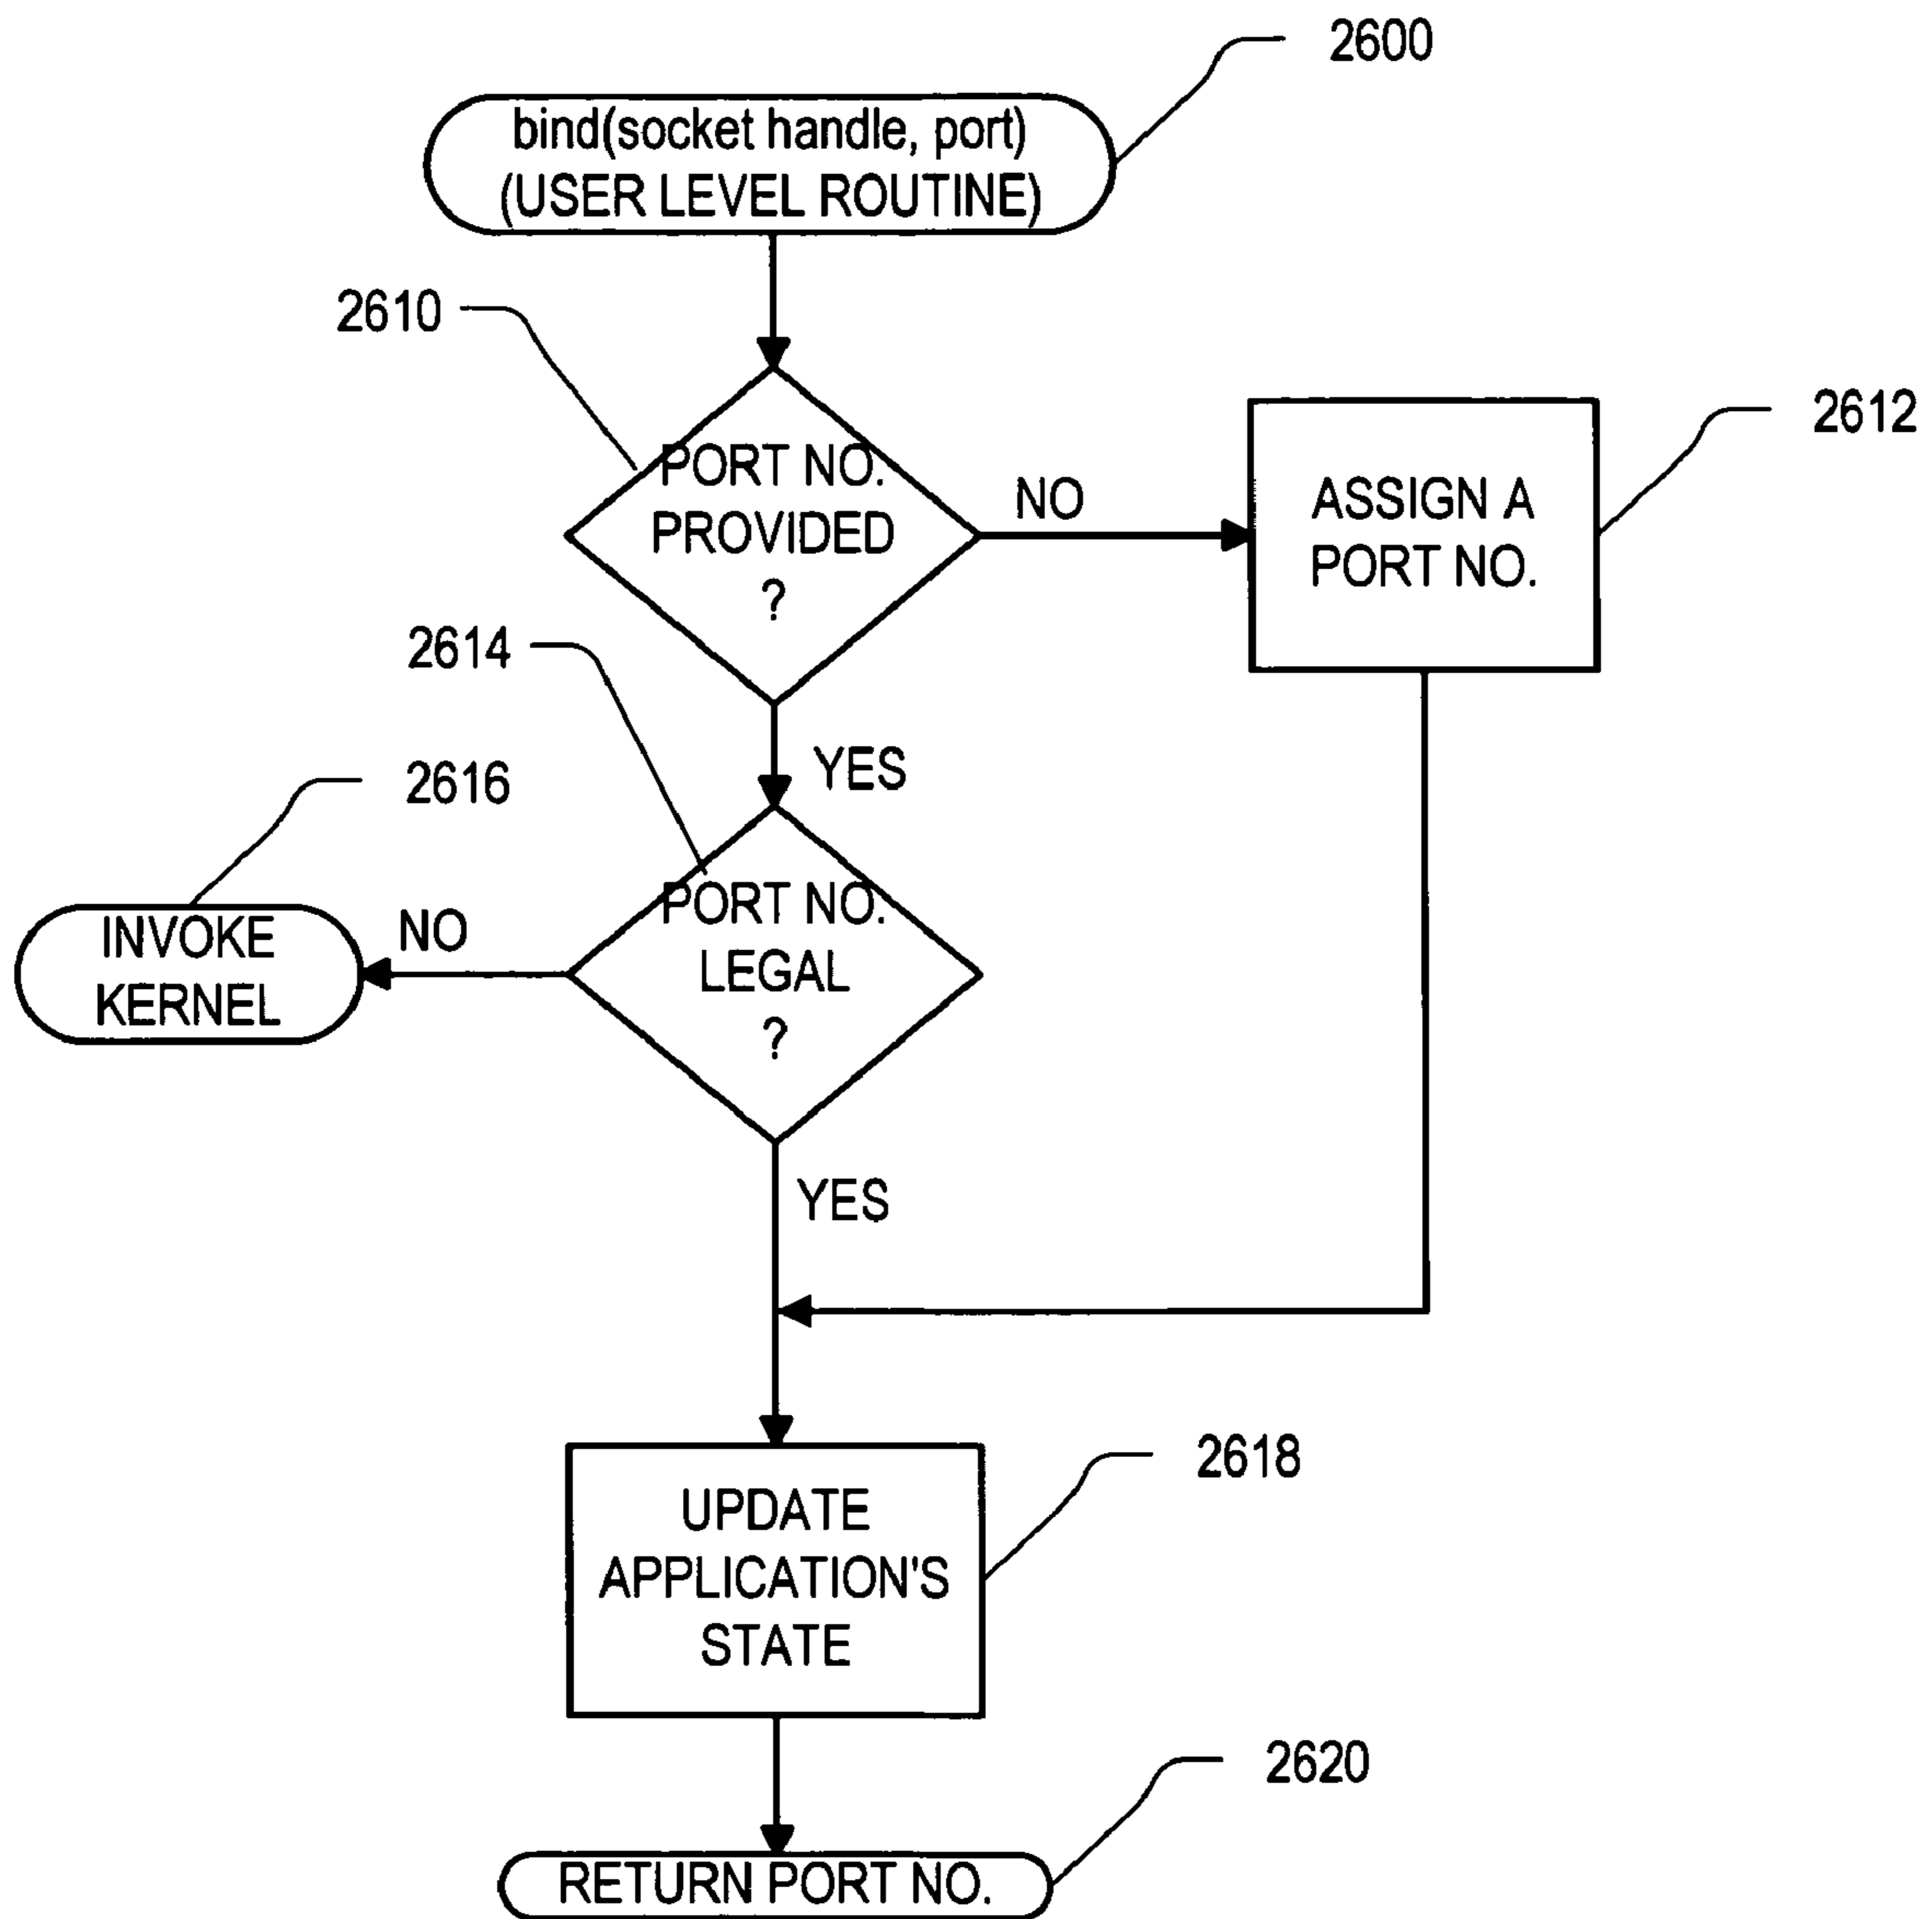 2600
bind(socket handle, port)
(USER LEVEL ROUTINE)
2610
PORT NO.
PROVIDED
?
NO
ASSIGN A
PORT NO.
2612
2614
YES
2616
PORT NO.
LEGAL
?
NO
INVOKE
KERNEL
YES
2618
UPDATE
APPLICATION'S
STATE
2620
RETURN PORT NO.